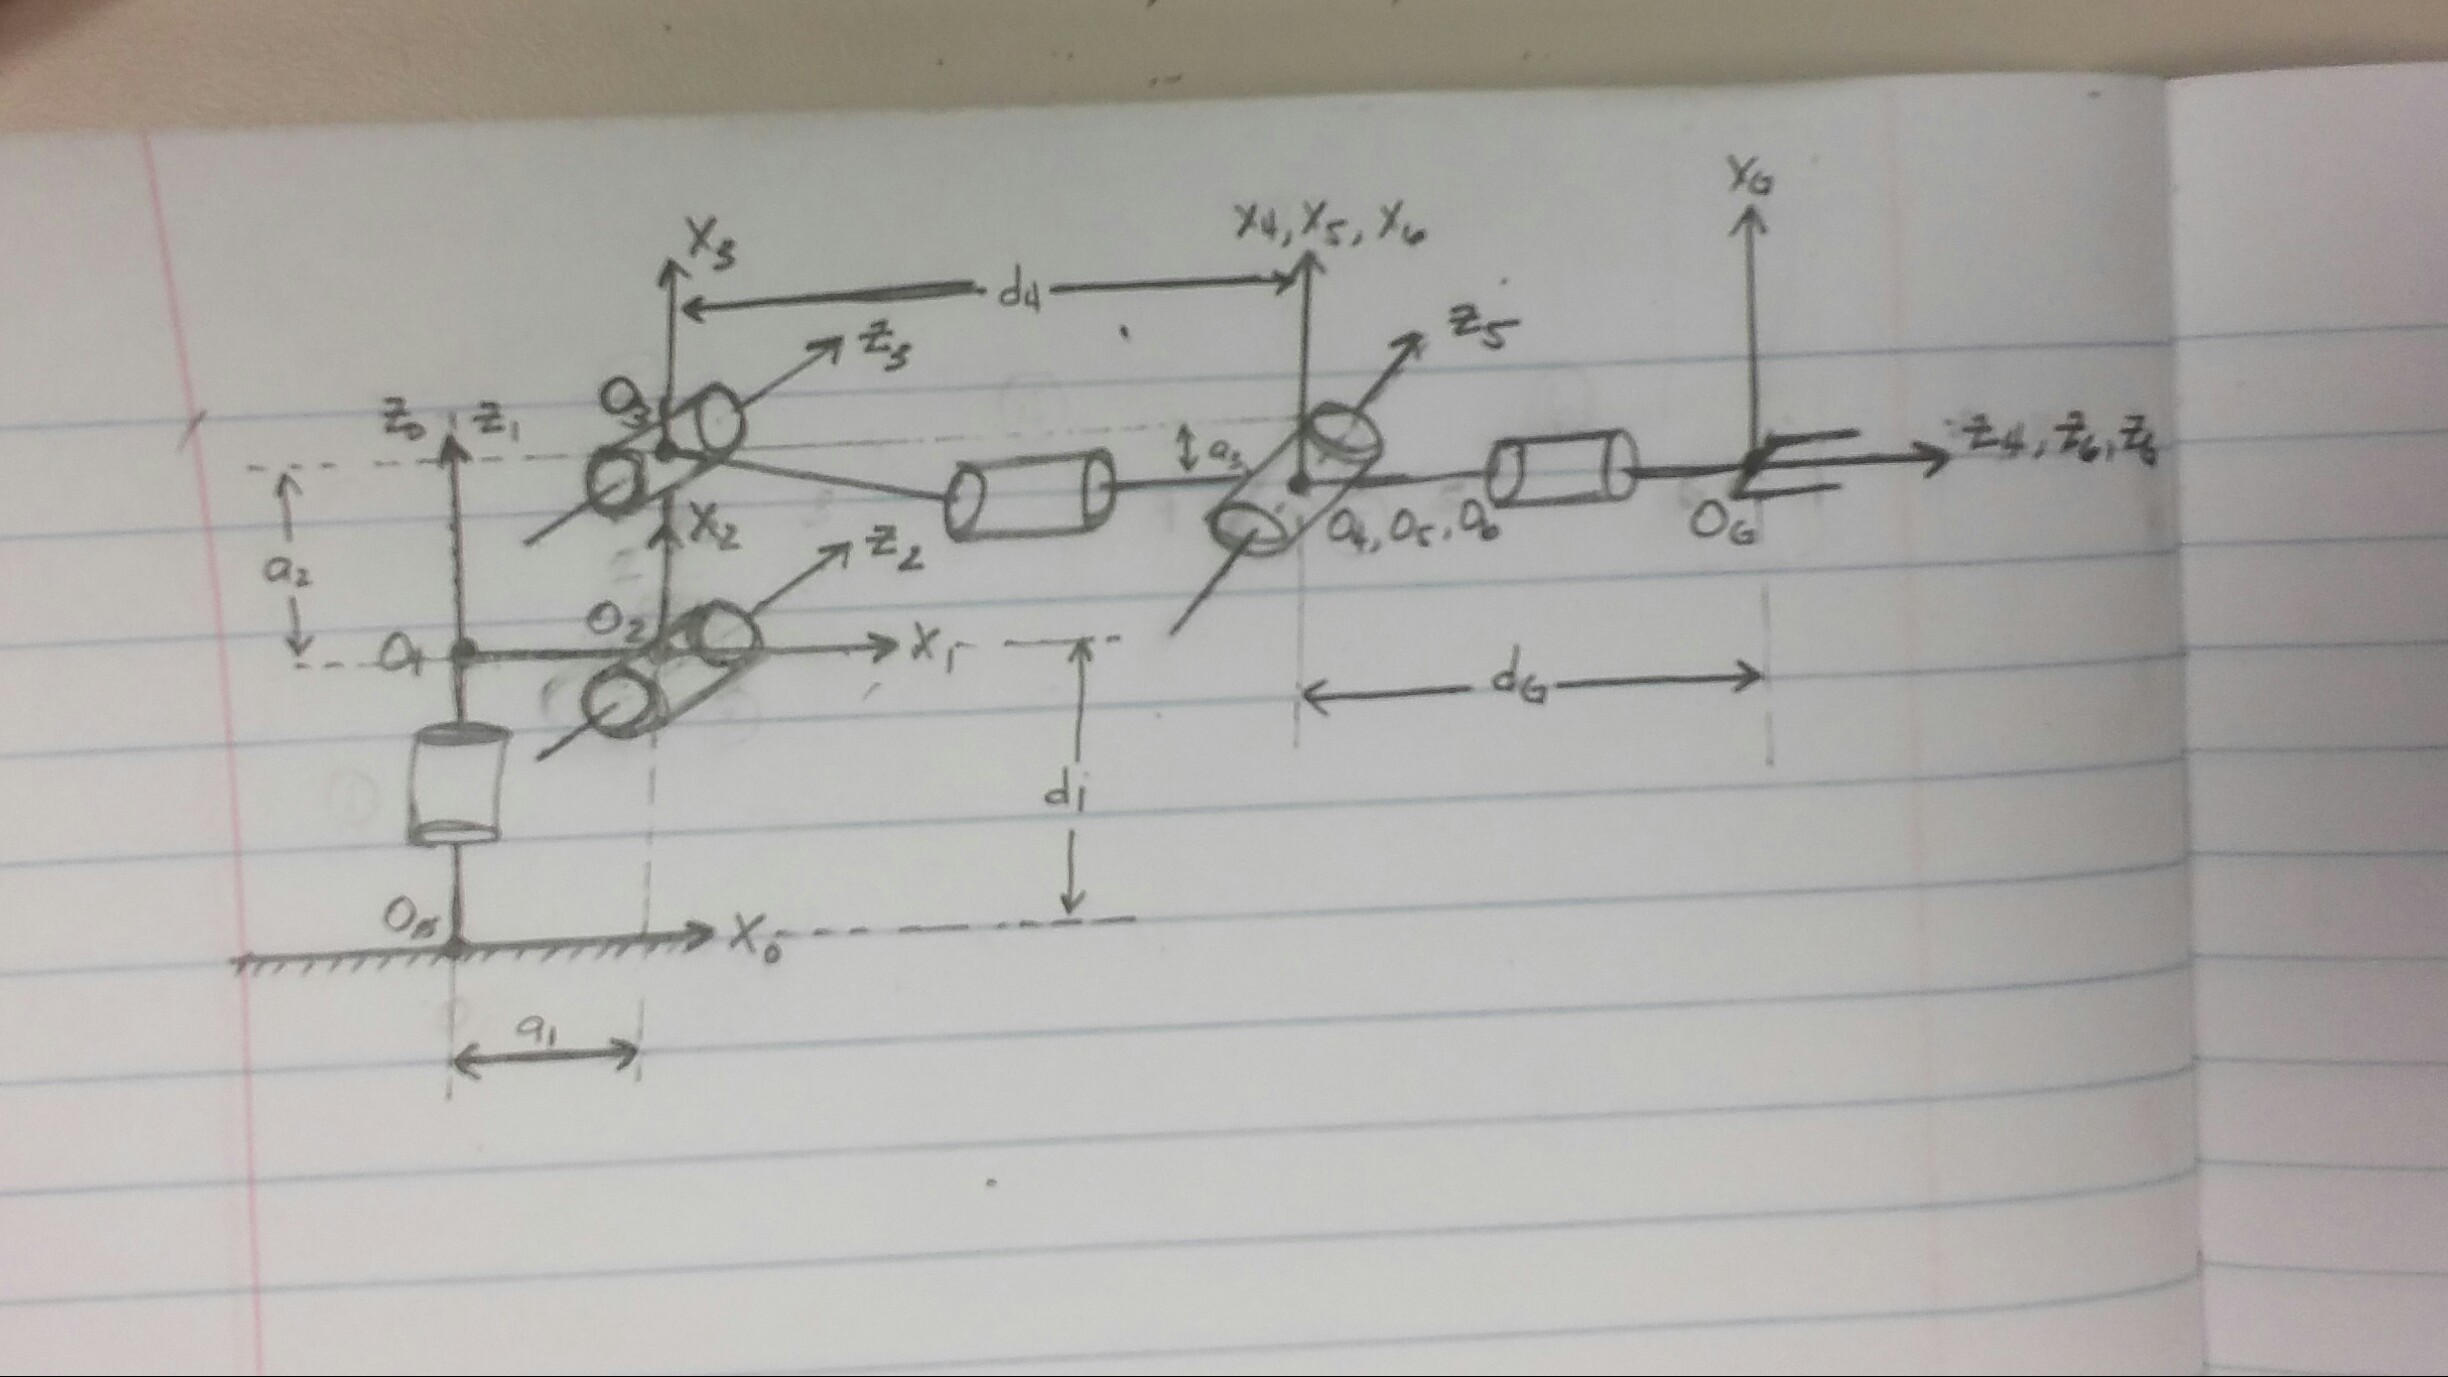 X_G
X_3
X_4, X_5, X_6
d_4
Z_5
Z_3
O_3
Z_0 Z_1
a_3
Z_4, Z_6, Z_G
X_2
O_4, O_5, O_6
O_G
a_2
Z_2
O_2
O_1
X_1
d_G
d_1
O_0
X_0
a_1